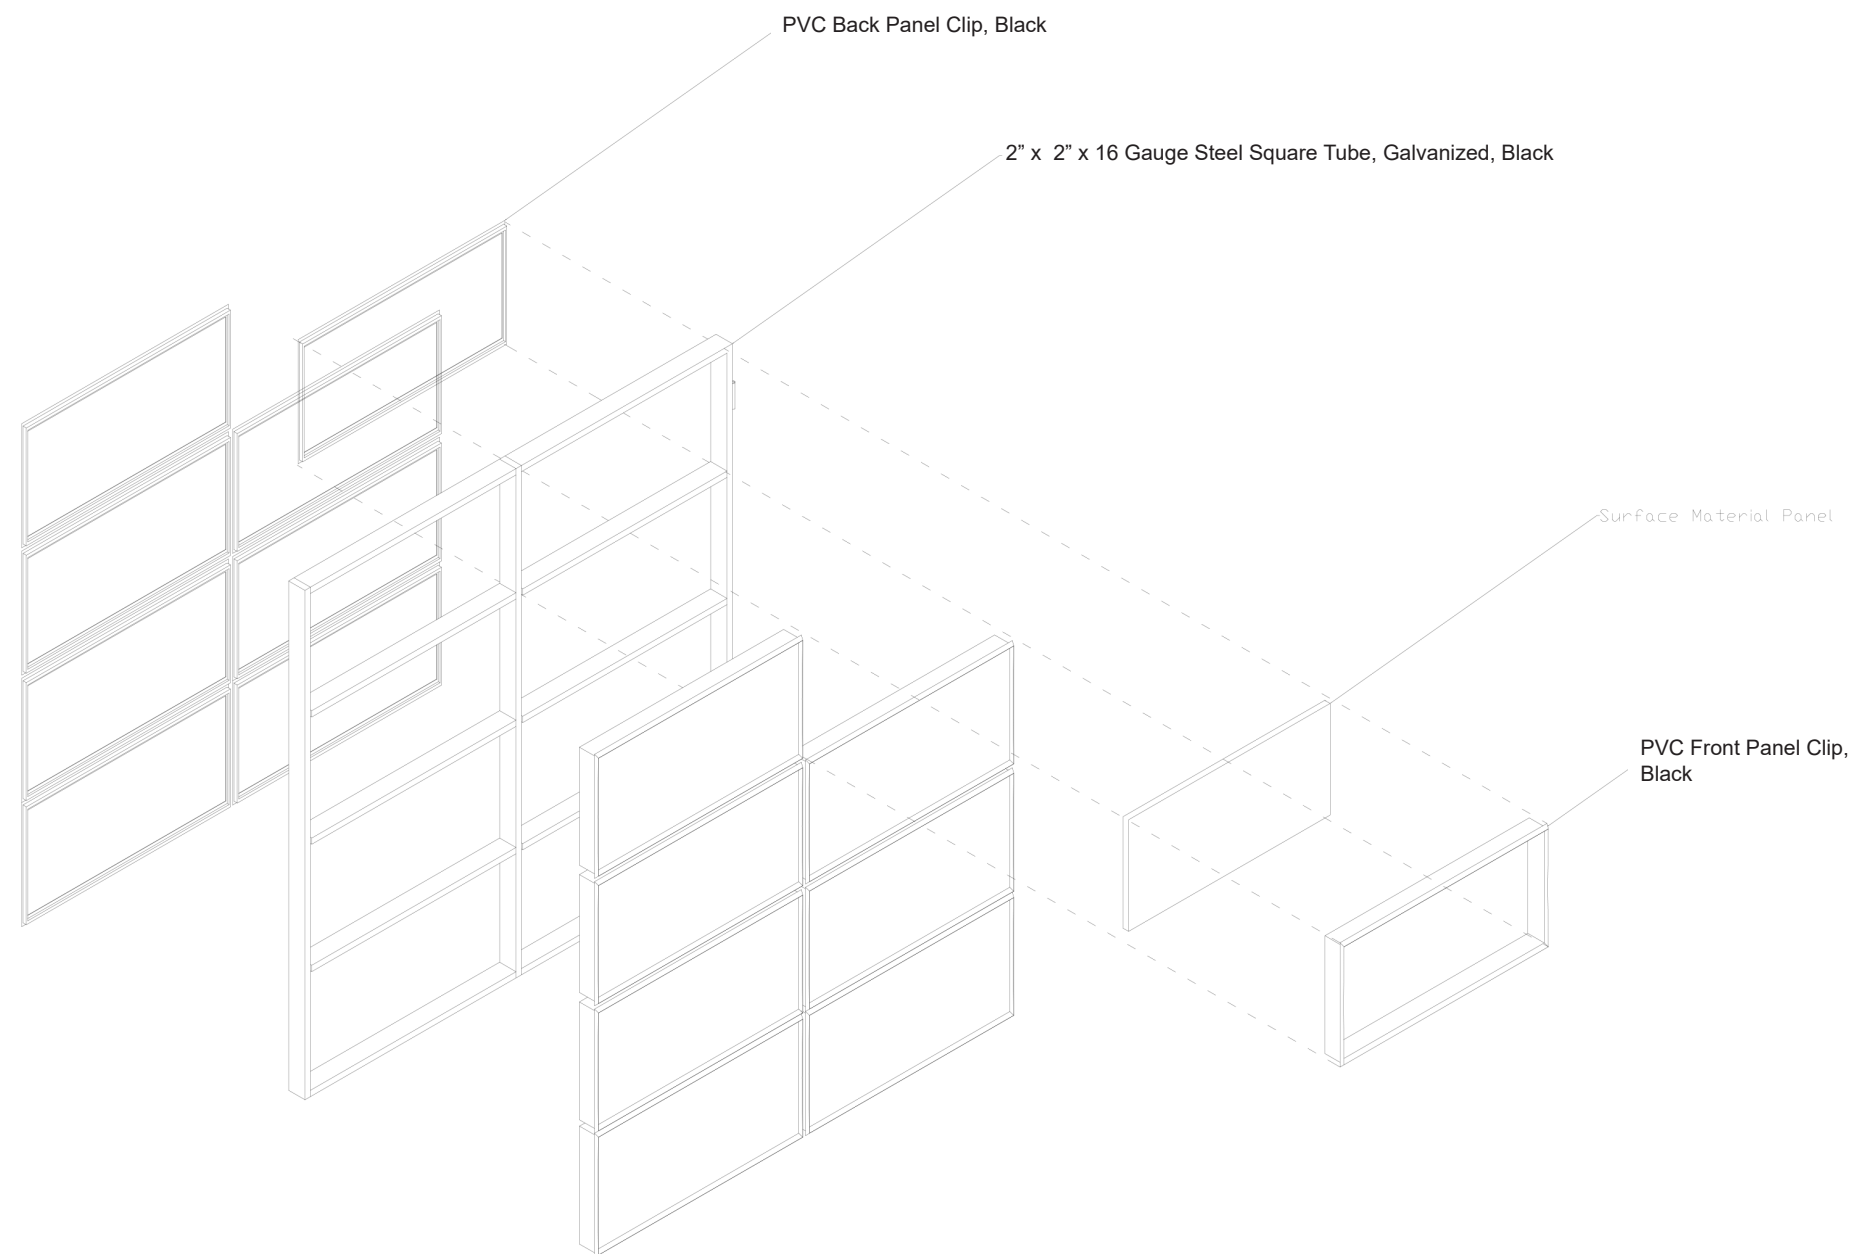 PVC Back Panel Clip, Black
2” x  2” x 16 Gauge Steel Square Tube, Galvanized, Black
Surface Material Panel
PVC Front Panel Clip,
Black